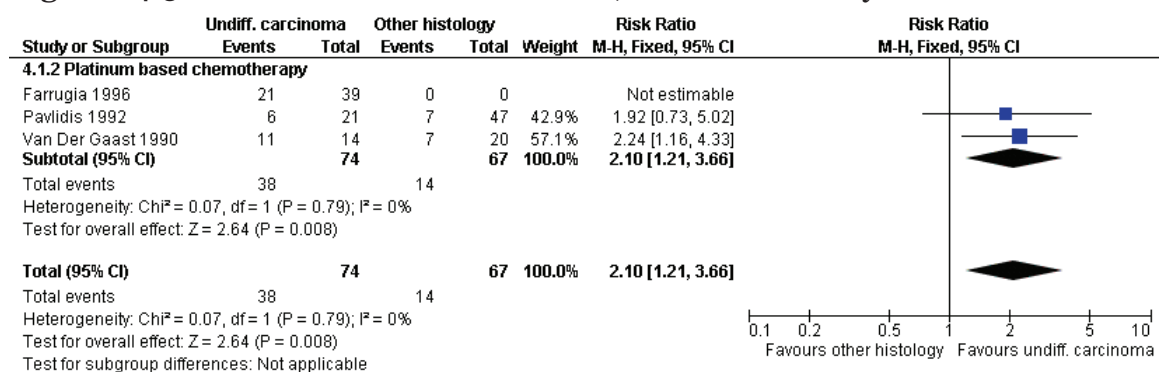 Undiff. carcinoma Other histology Risk Ratio Risk Ratio
Study or Subgroup Events Total Events Total Weight M-H, Fixed, 95% CI M-H, Fixed, 95% CI
4.1.2 Platinum based chemotherapy
Farrugia 1996 21 39 0 0 Not estimable
Pavlidis 1992 6 21 7 47 42.9% 1.92 [0.73, 5.02]
Van Der Gaast 1990 11 14 7 20 57.1% 2.24 [1.16, 4.33]
Subtotal (95% CI) 74 67 100.0% 2.10 [1.21, 3.66]
Total events 38 14
Heterogeneity: Chi² = 0.07, df = 1 (P = 0.79); I² = 0%
Test for overall effect: Z = 2.64 (P = 0.008)
Total (95% CI) 74 67 100.0% 2.10 [1.21, 3.66]
Total events 38 14
Heterogeneity: Chi² = 0.07, df = 1 (P = 0.79); I² = 0%
Test for overall effect: Z = 2.64 (P = 0.008)
Test for subgroup differences: Not applicable
0.1 0.2 0.5 1 2 5 10
Favours other histology Favours undiff. carcinoma